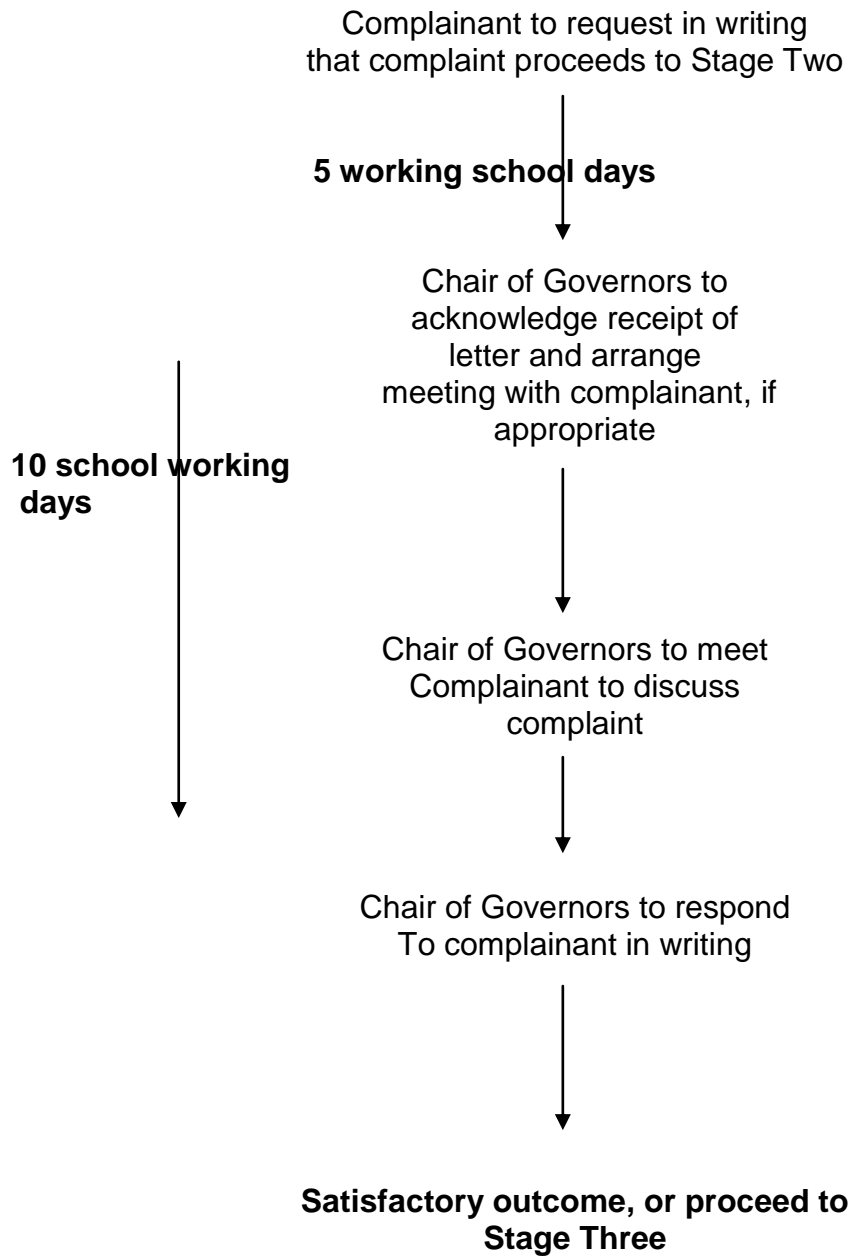 Complainant to request in writing
that complaint proceeds to Stage Two
5 working school days
Chair of Governors to
acknowledge receipt of
letter and arrange
meeting with complainant, if
appropriate
10 school working
days
Chair of Governors to meet
Complainant to discuss
complaint
Chair of Governors to respond
To complainant in writing
Satisfactory outcome, or proceed to
Stage Three